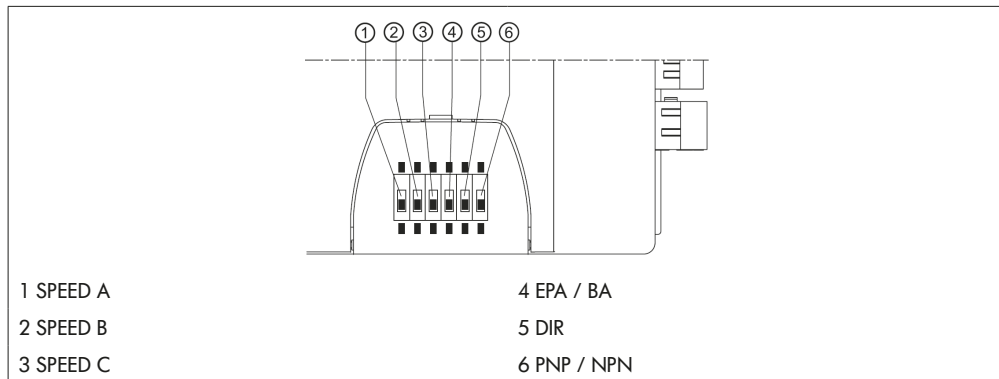 ① ② ③ ④ ⑤ ⑥
1 SPEED A
2 SPEED B
3 SPEED C
4 EPA / BA
5 DIR
6 PNP / NPN